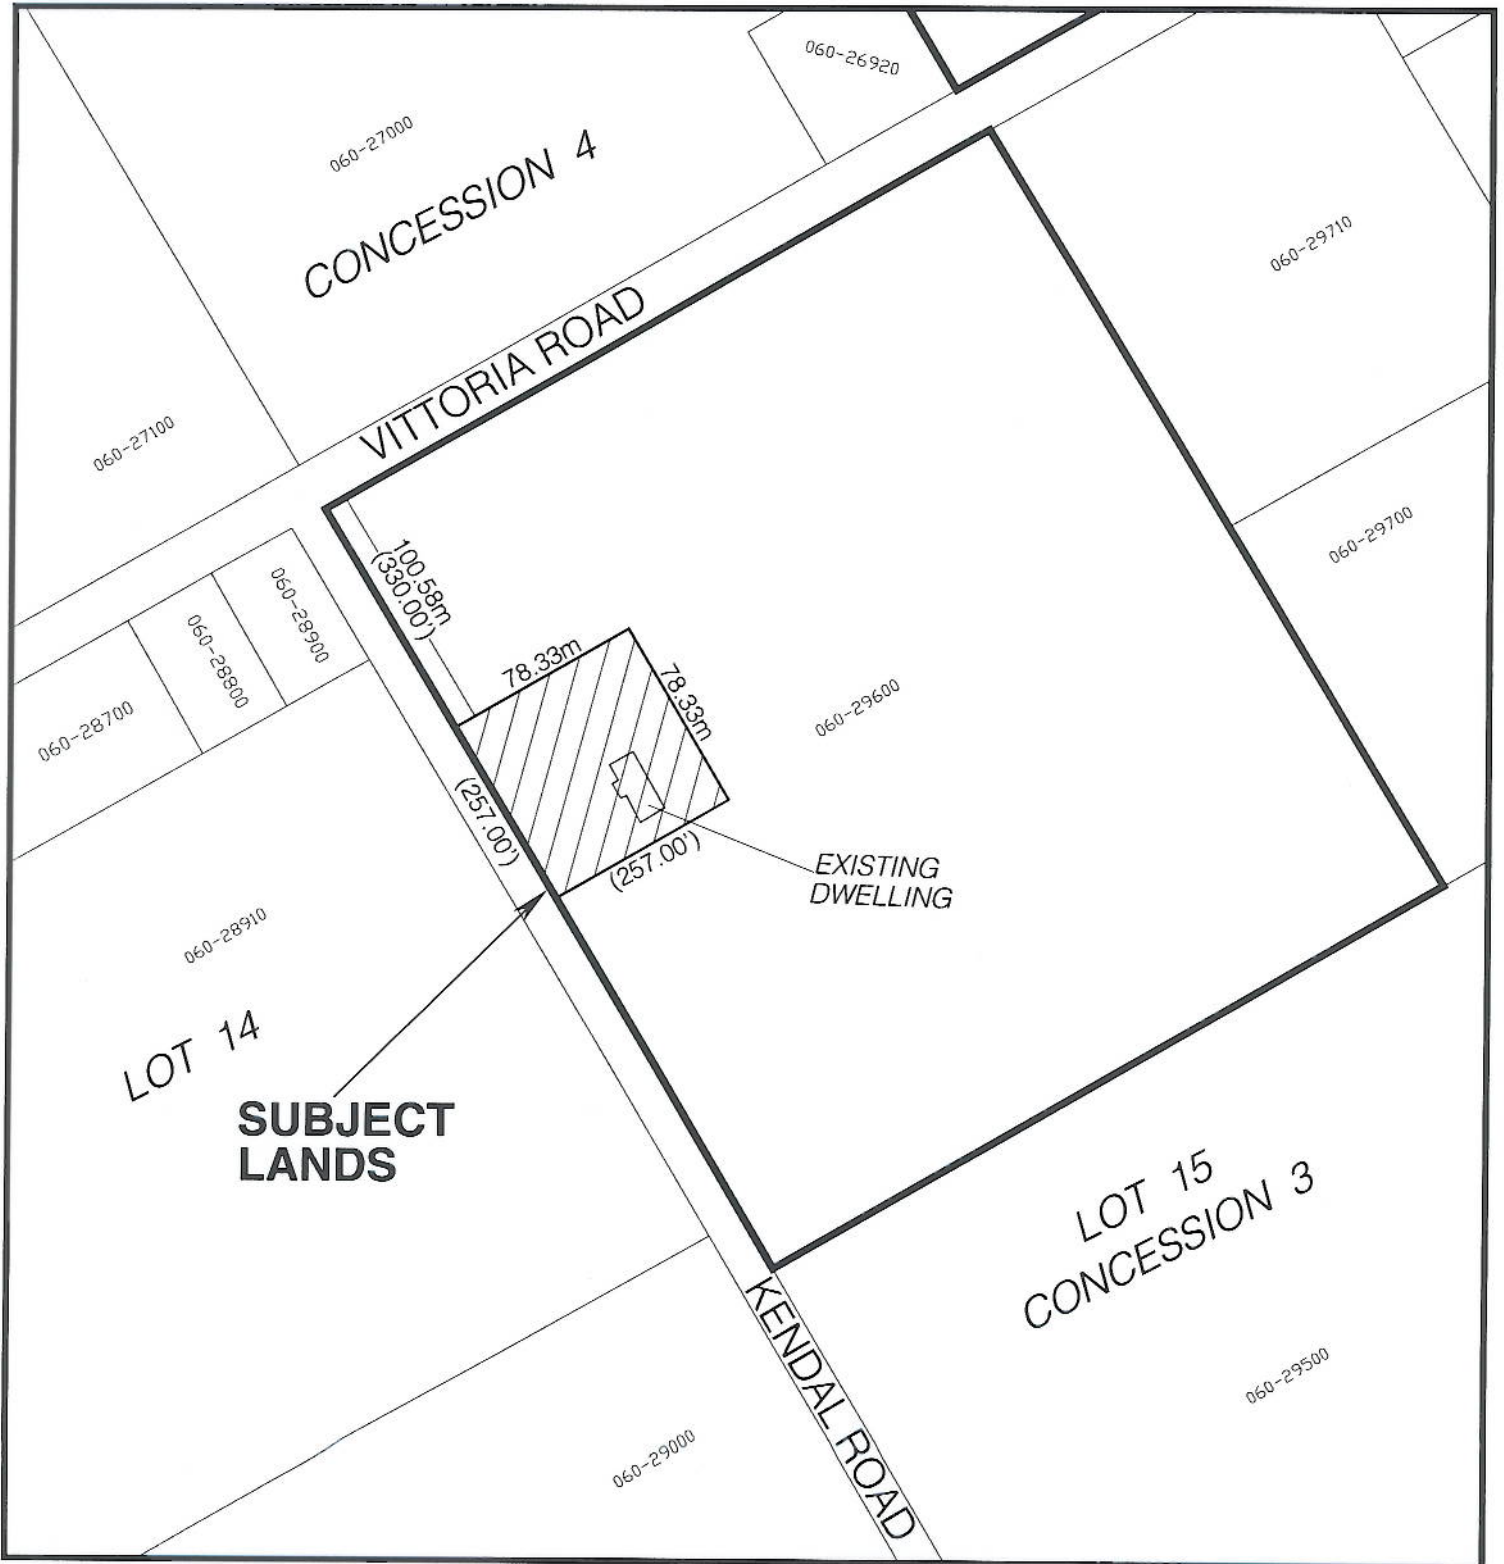 060-26920
060-27000
CONCESSION 4
060-29710
VITTORIA ROAD
060-27100
060-29700
100.58m
(330.00')
060-28900
060-28800
060-28700
78.33m
78.33m
060-29600
(257.00')
(257.00')
EXISTING
DWELLING
060-28910
LOT 14
SUBJECT
LANDS
LOT 15
CONCESSION 3
KENDAL ROAD
060-29500
060-29000